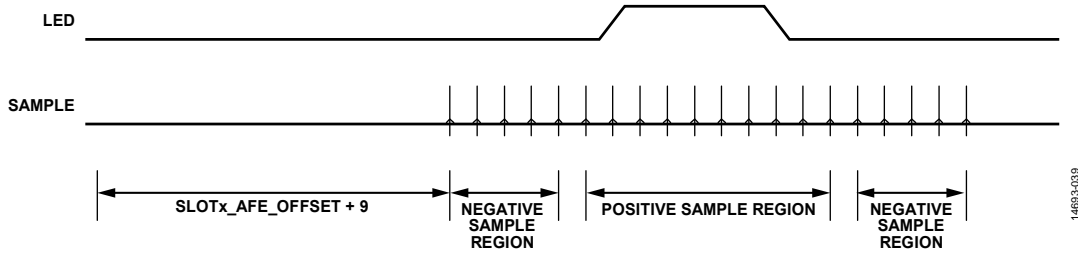 LED
SAMPLE
SLOTx_AFE_OFFSET + 9
NEGATIVE
SAMPLE
REGION
POSITIVE SAMPLE REGION
NEGATIVE
SAMPLE
REGION
14693-039